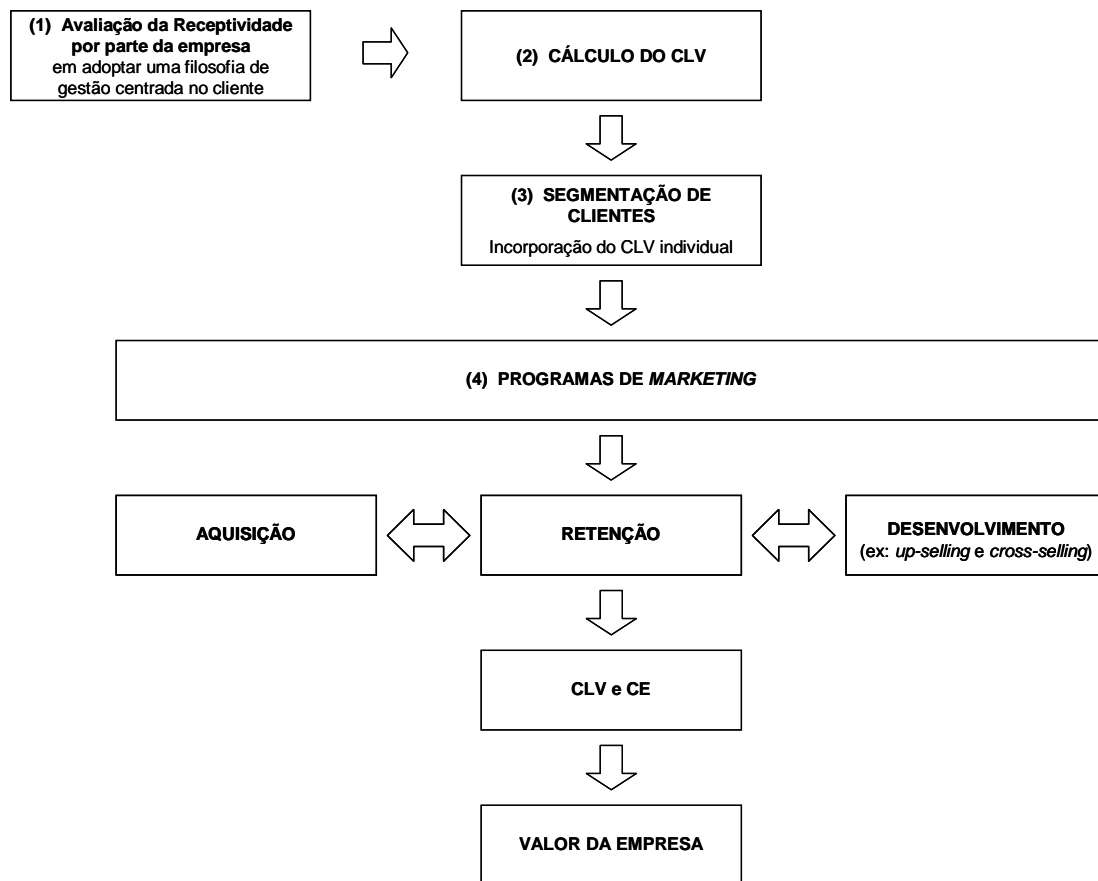 (1) Avaliação da Receptividade
por parte da empresa
em adoptar uma filosofia de
gestão centrada no cliente
(2) CÁLCULO DO CLV
(3) SEGMENTAÇÃO DE
CLIENTES
Incorporação do CLV individual
(4) PROGRAMAS DE MARKETING
AQUISIÇÃO
RETENÇÃO
DESENVOLVIMENTO
(ex: up-selling e cross-selling)
CLV e CE
VALOR DA EMPRESA